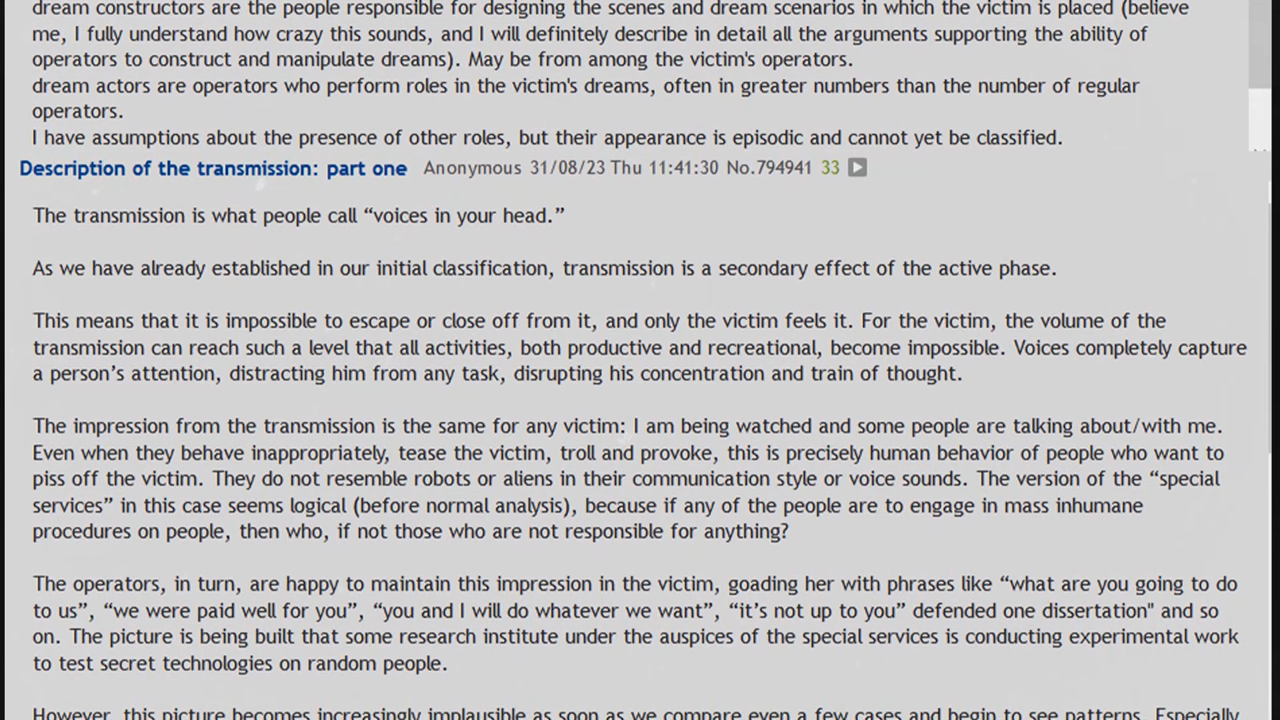 dream constructors are the people responsible for designing the scenes and dream scenarios in which the victim is placed (believe
me, I fully understand how crazy this sounds, and I will definitely describe in detail all the arguments supporting the ability of
operators to construct and manipulate dreams). May be from among the victim's operators.
dream actors are operators who perform roles in the victim's dreams, often in greater numbers than the number of regular
operators.
I have assumptions about the presence of other roles, but their appearance is episodic and cannot yet be classified.
Description of the transmission: part one Anonymous 31/08/23 Thu 11:41:30 No.794941 33
The transmission is what people call “voices in your head.”
As we have already established in our initial classification, transmission is a secondary effect of the active phase.
This means that it is impossible to escape or close off from it, and only the victim feels it. For the victim, the volume of the
transmission can reach such a level that all activities, both productive and recreational, become impossible. Voices completely capture
a person’s attention, distracting him from any task, disrupting his concentration and train of thought.
The impression from the transmission is the same for any victim: I am being watched and some people are talking about/with me.
Even when they behave inappropriately, tease the victim, troll and provoke, this is precisely human behavior of people who want to
piss off the victim. They do not resemble robots or aliens in their communication style or voice sounds. The version of the “special
services” in this case seems logical (before normal analysis), because if any of the people are to engage in mass inhumane
procedures on people, then who, if not those who are not responsible for anything?
The operators, in turn, are happy to maintain this impression in the victim, goading her with phrases like “what are you going to do
to us”, “we were paid well for you”, “you and I will do whatever we want”, “it’s not up to you” defended one dissertation" and so
on. The picture is being built that some research institute under the auspices of the special services is conducting experimental work
to test secret technologies on random people.
However, this picture becomes increasingly implausible as soon as we compare even a few cases and begin to see patterns. Especially